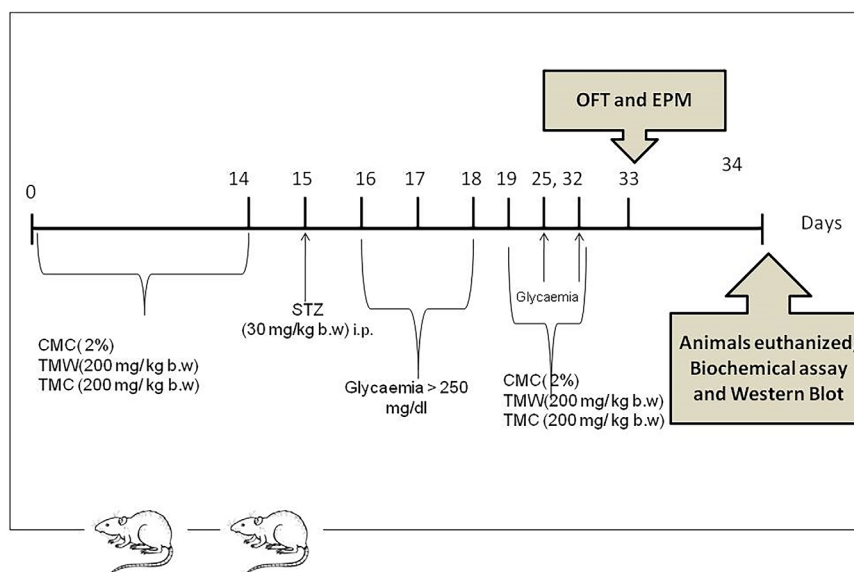 OFT and EPM
0
14
15
16
17
18
19
25, 32
33
34
Days
STZ
(30 mg/kg b.w) i.p.
Glycaemia
CMC( 2%)
TMW(200 mg/kg b.w)
TMC (200 mg/kg b.w)
Glycaemia > 250
mg/dl
CMC( 2%)
TMW(200 mg/kg b.w)
TMC (200 mg/kg b.w)
Animals euthanized,
Biochemical assay
and Western Blot